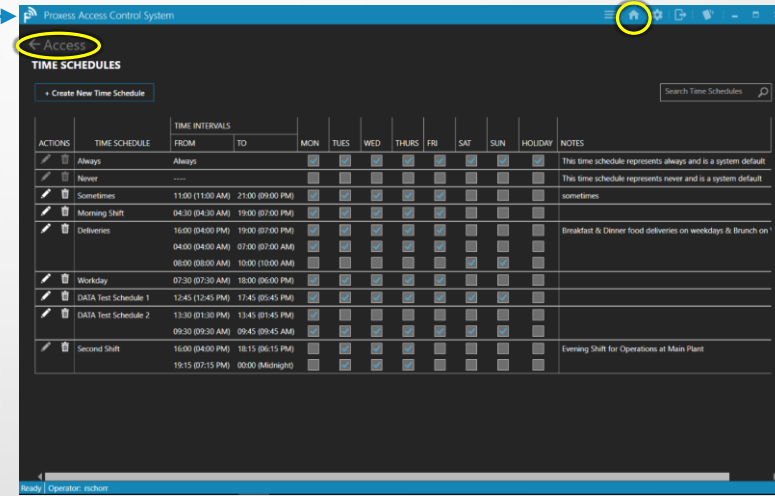 Proxess Access Control System
Access
TIME SCHEDULES
+ Create New Time Schedule
Search Time Schedules
TIME INTERVALS
ACTIONS TIME SCHEDULE FROM TO MON TUES WED THURS FRI SAT SUN HOLIDAY NOTES
Always Always This time schedule represents always and is a system default
Never ---- This time schedule represents never and is a system default
Sometimes 11:00 (11:00 AM) 21:00 (09:00 PM) sometimes
Morning Shift 04:30 (04:30 AM) 19:00 (07:00 PM)
Deliveries 16:00 (04:00 PM) 19:00 (07:00 PM) Breakfast & Dinner food deliveries on weekdays & Brunch on
04:00 (04:00 AM) 07:00 (07:00 AM)
08:00 (08:00 AM) 10:00 (10:00 AM)
Workday 07:30 (07:30 AM) 18:00 (06:00 PM)
DATA Test Schedule 1 12:45 (12:45 PM) 17:45 (05:45 PM)
DATA Test Schedule 2 13:30 (01:30 PM) 13:45 (01:45 PM)
09:30 (09:30 AM) 09:45 (09:45 AM)
Second Shift 16:00 (04:00 PM) 18:15 (06:15 PM) Evening Shift for Operations at Main Plant
19:15 (07:15 PM) 00:00 (Midnight)
Ready Operator: rschorr